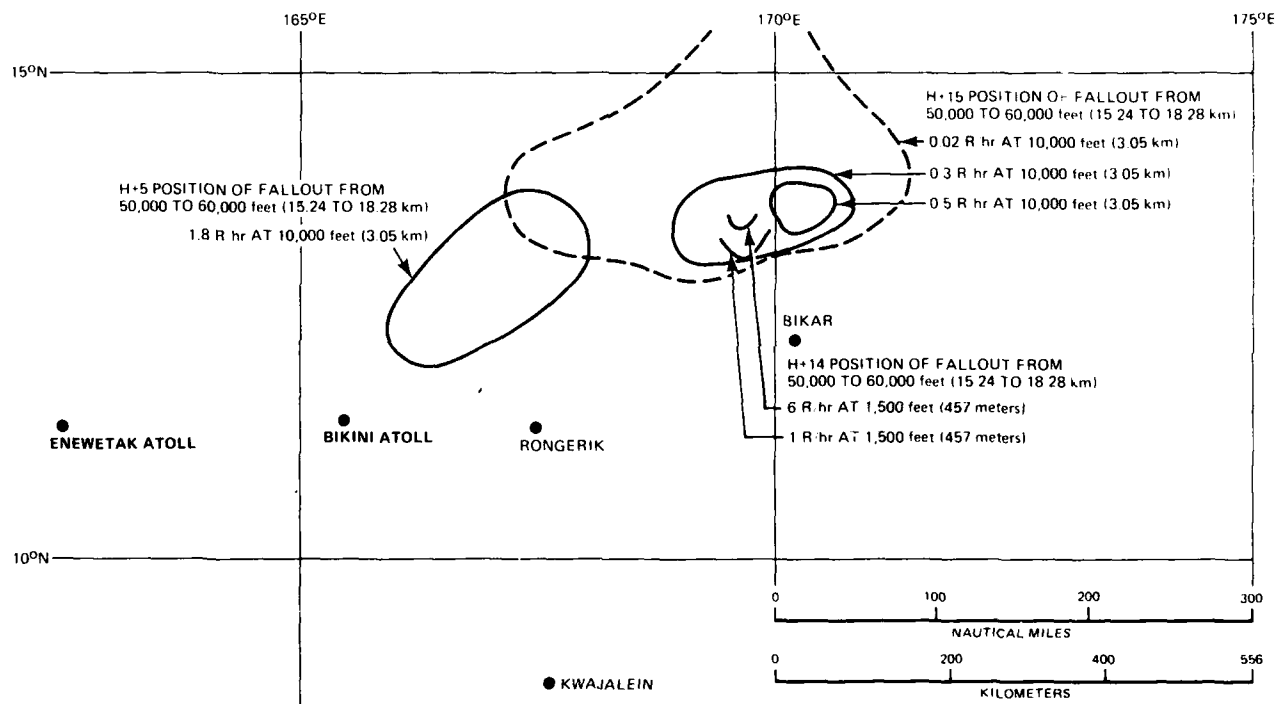 165°E
170°E
175°E
15°N
H+15 POSITION OF FALLOUT FROM
50,000 TO 60,000 feet (15.24 TO 18.28 km)
0.02 R hr AT 10,000 feet (3.05 km)
0.3 R hr AT 10,000 feet (3.05 km)
0.5 R hr AT 10,000 feet (3.05 km)
H+5 POSITION OF FALLOUT FROM
50,000 TO 60,000 feet (15.24 TO 18.28 km)
1.8 R hr AT 10,000 feet (3.05 km)
BIKAR
H+14 POSITION OF FALLOUT FROM
50,000 TO 60,000 feet (15 24 TO 18.28 km)
6 R/hr AT 1,500 feet (457 meters)
1 R/hr AT 1,500 feet (457 meters)
ENEWETAK ATOLL
BIKINI ATOLL
RONGERIK
10°N
0 100 200 300
NAUTICAL MILES
0 200 400 556
KILOMETERS
KWAJALEIN